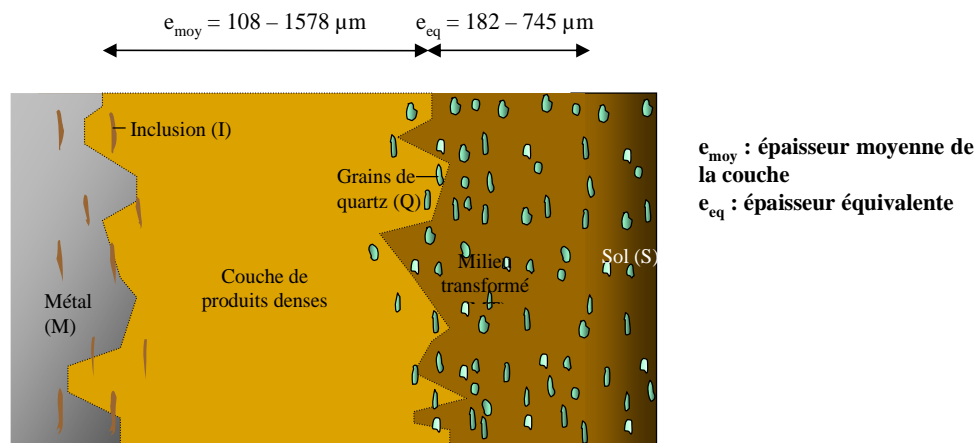 e_moy = 108 – 1578 µm
e_eq = 182 – 745 µm
Inclusion (I)
Grains de
quartz (Q)
Couche de
produits denses
Métal
(M)
Milieu
transformé
Sol (S)
e_moy : épaisseur moyenne de
la couche
e_eq : épaisseur équivalente